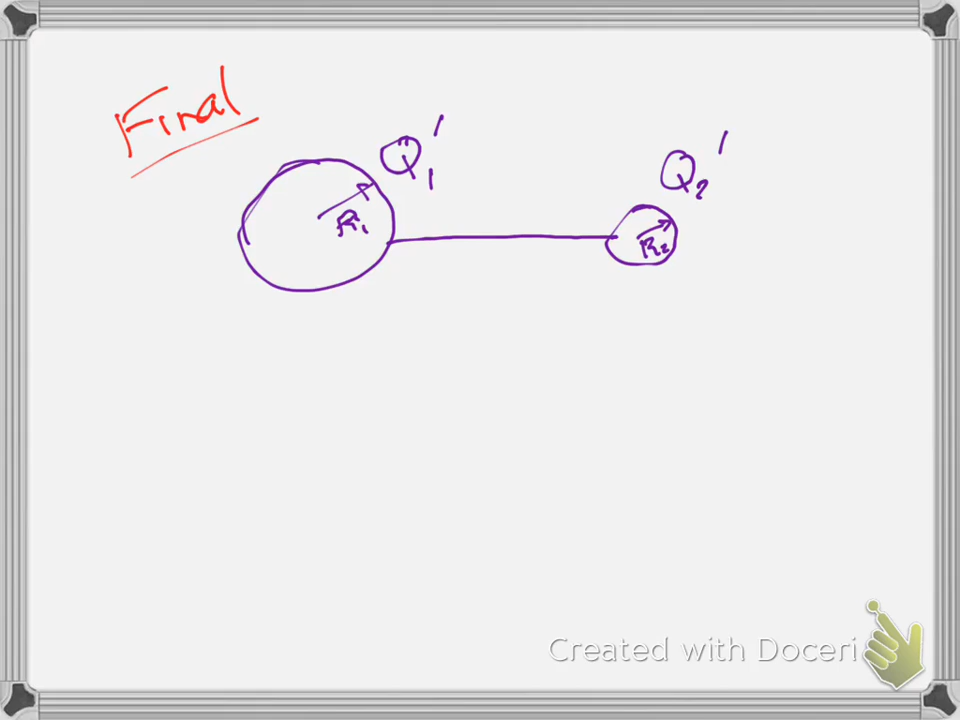 Final
Q₁'
Q₂'
R₁
R₂
Created with Doceri